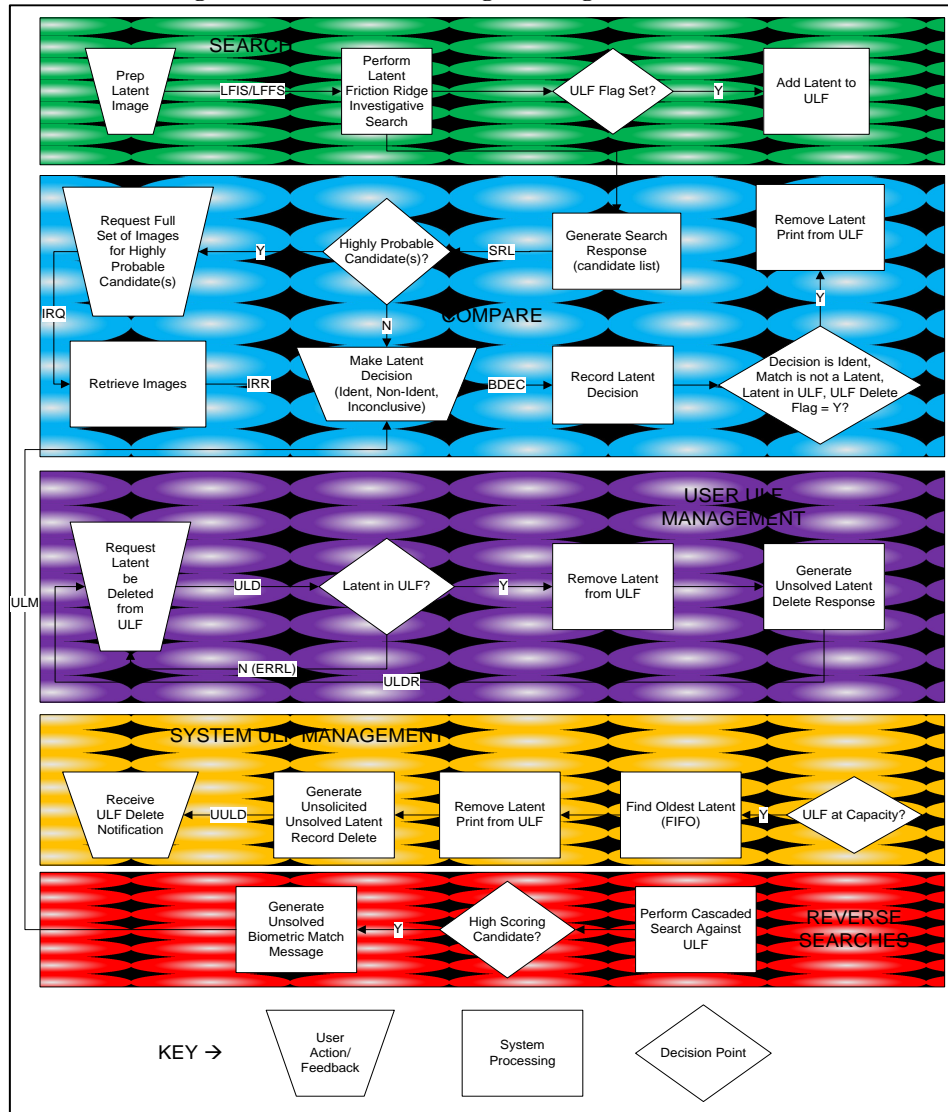 SEARCH
Prep
Latent
Image
LFIS/LFFS
Perform
Latent
Friction Ridge
Investigative
Search
ULF Flag Set?
Y
Add Latent to
ULF
Request Full
Set of Images
for Highly
Probable
Candidate(s)
Y
Highly Probable
Candidate(s)?
SRL
Generate Search
Response
(candidate list)
Remove Latent
Print from ULF
IRQ
N
COMPARE
Y
Retrieve Images
IRR
Make Latent
Decision
(Ident, Non-Ident,
Inconclusive)
BDEC
Record Latent
Decision
Decision is Ident,
Match is not a Latent,
Latent in ULF, ULF Delete
Flag = Y?
USER ULF
MANAGEMENT
ULM
Request
Latent
be
Deleted
from
ULF
ULD
Latent in ULF?
Y
Remove Latent
from ULF
Generate
Unsolved Latent
Delete Response
N (ERRL)
ULDR
SYSTEM ULF MANAGEMENT
Receive
ULF Delete
Notification
UULD
Generate
Unsolicited
Unsolved Latent
Record Delete
Remove Latent
Print from ULF
Find Oldest Latent
(FIFO)
Y
ULF at Capacity?
Generate
Unsolved
Biometric Match
Message
Y
High Scoring
Candidate?
Perform Cascaded
Search Against
ULF
REVERSE
SEARCHES
KEY →
User
Action/
Feedback
System
Processing
Decision Point